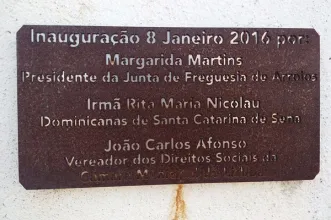 Inauguração 8 Janeiro 2016 por:
Margarida Martins
Presidente da Junta de Freguesia de Arroios
Irmã Rita Maria Nicolau
Dominicanas de Santa Catarina de Sena
João Carlos Afonso
Vereador dos Direitos Sociais da